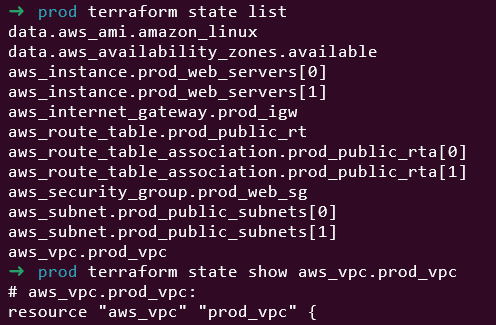 ➜ prod terraform state list
data.aws_ami.amazon_linux
data.aws_availability_zones.available
aws_instance.prod_web_servers[0]
aws_instance.prod_web_servers[1]
aws_internet_gateway.prod_igw
aws_route_table.prod_public_rt
aws_route_table_association.prod_public_rta[0]
aws_route_table_association.prod_public_rta[1]
aws_security_group.prod_web_sg
aws_subnet.prod_public_subnets[0]
aws_subnet.prod_public_subnets[1]
aws_vpc.prod_vpc
➜ prod terraform state show aws_vpc.prod_vpc
# aws_vpc.prod_vpc:
resource "aws_vpc" "prod_vpc" {